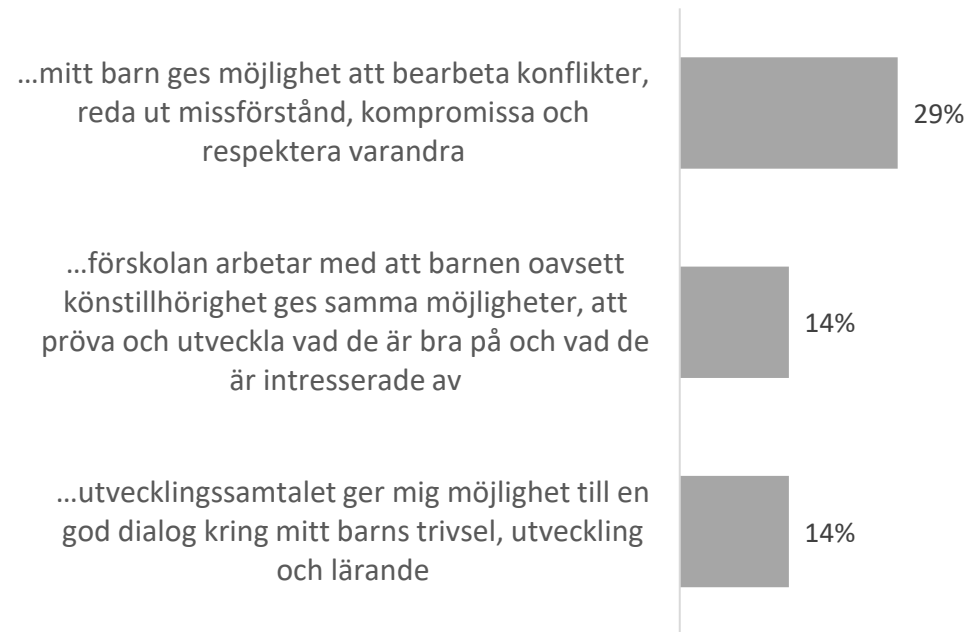 …mitt barn ges möjlighet att bearbeta konflikter,
reda ut missförstånd, kompromissa och
respektera varandra
29%
…förskolan arbetar med att barnen oavsett
könstillhörighet ges samma möjligheter, att
pröva och utveckla vad de är bra på och vad de
är intresserade av
14%
…utvecklingssamtalet ger mig möjlighet till en
god dialog kring mitt barns trivsel, utveckling
och lärande
14%